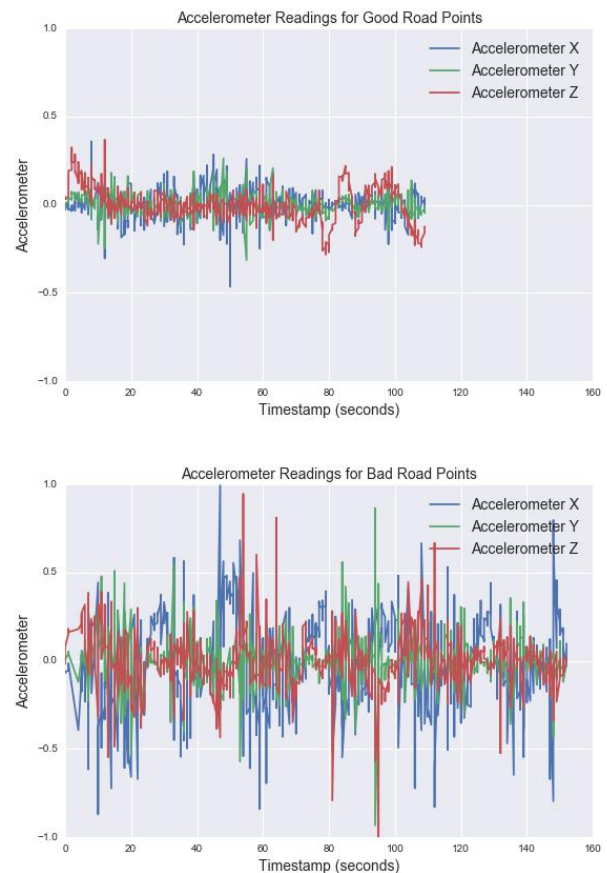 Accelerometer Readings for Good Road Points
1.0
Accelerometer X
Accelerometer Y
Accelerometer Z
0.5
0.0
−0.5
−1.0
Accelerometer
0 20 40 60 80 100 120 140 160
Timestamp (seconds)
Accelerometer Readings for Bad Road Points
1.0
Accelerometer X
Accelerometer Y
Accelerometer Z
0.5
0.0
−0.5
−1.0
Accelerometer
0 20 40 60 80 100 120 140 160
Timestamp (seconds)